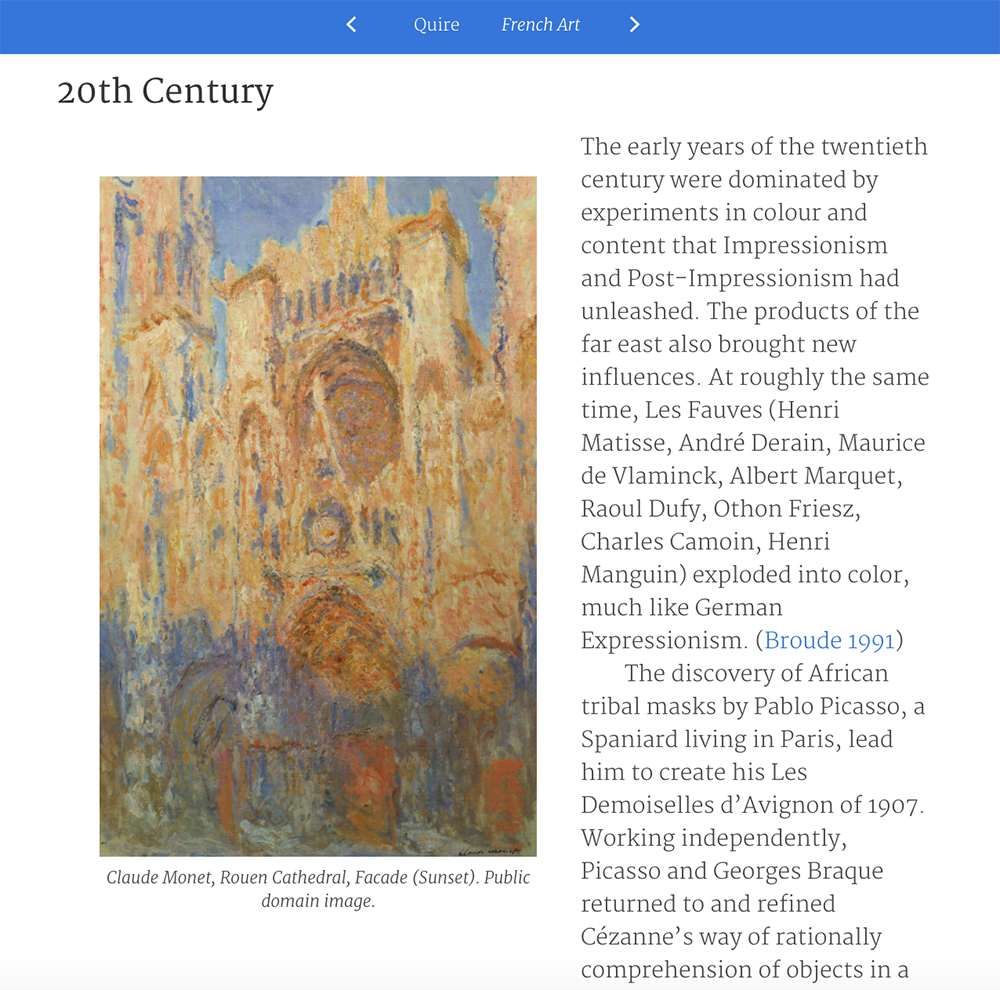 Quire French Art
20th Century
The early years of the twentieth
century were dominated by
experiments in colour and
content that Impressionism
and Post-Impressionism had
unleashed. The products of the
far east also brought new
influences. At roughly the same
time, Les Fauves (Henri
Matisse, André Derain, Maurice
de Vlaminck, Albert Marquet,
Raoul Dufy, Othon Friesz,
Charles Camoin, Henri
Manguin) exploded into color,
much like German
Expressionism. (Broude 1991)
The discovery of African
tribal masks by Pablo Picasso, a
Spaniard living in Paris, lead
him to create his Les
Demoiselles d’Avignon of 1907.
Working independently,
Picasso and Georges Braque
returned to and refined
Cézanne’s way of rationally
comprehension of objects in a
Claude Monet, Rouen Cathedral, Facade (Sunset). Public
domain image.